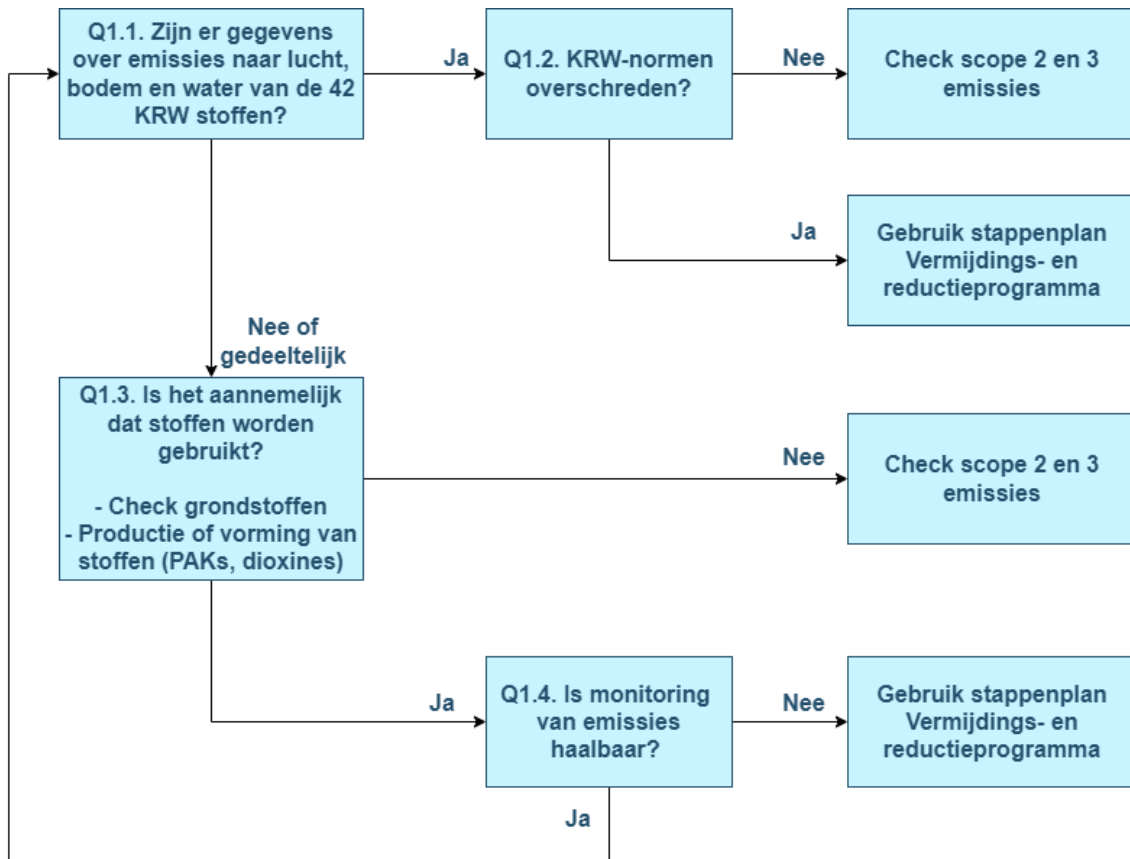 Q1.1. Zijn er gegevens
over emissies naar lucht,
bodem en water van de 42
KRW stoffen?
Ja
Q1.2. KRW-normen
overschreden?
Nee
Check scope 2 en 3
emissies
Ja
Gebruik stappenplan
Vermijdings- en
reductieprogramma
Nee of
gedeeltelijk
Q1.3. Is het aannemelijk
dat stoffen worden
gebruikt?
- Check grondstoffen
- Productie of vorming van
stoffen (PAKs, dioxines)
Nee
Check scope 2 en 3
emissies
Ja
Q1.4. Is monitoring
van emissies
haalbaar?
Nee
Gebruik stappenplan
Vermijdings- en
reductieprogramma
Ja